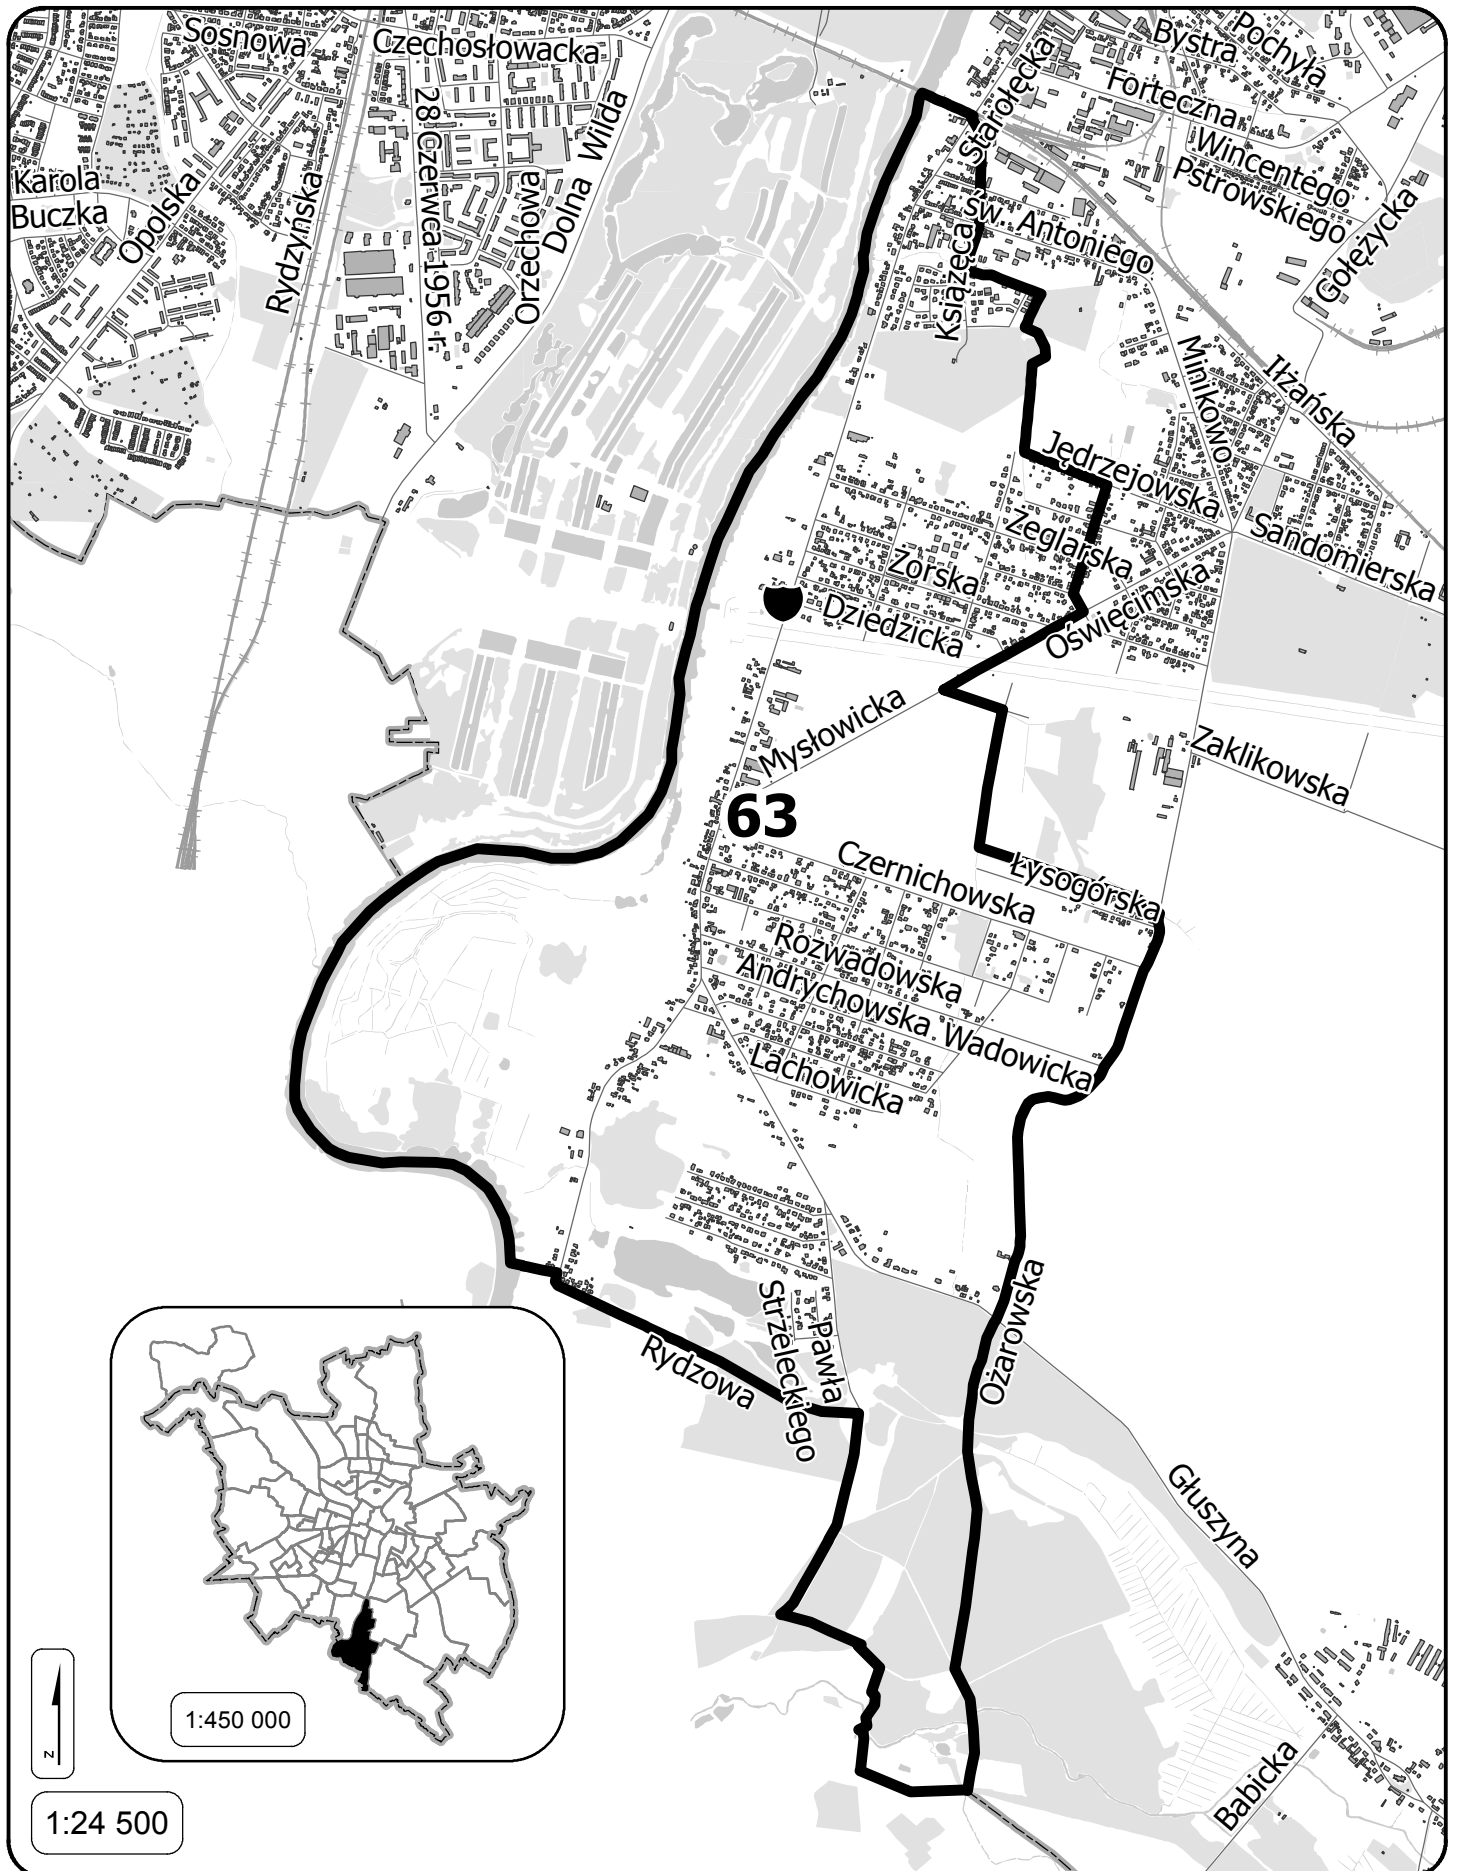 Sosnowa
Czechosłowacka
Bystra
Pochyła
Starołęcka
Forteczna
28 Czerwca 1956 r.
Dolna Wilda
Wincentego
Pstrowskiego
Karola
Buczka
Opolska
Rydzyńska
Orzechowa
św. Antoniego
Książęca
Gołężycka
Minikowo
Iłżańska
Jędrzejowska
Żeglarska
Sandomierska
Żorska
Dziedzicka
Oświęcimska
Mysłowicka
Zaklikowska
63
Czernichowska
Łysogórska
Rozwadowska
Andrychowska
Wadowicka
Lachowicka
Ożarowska
Strzeleckiego
Pawła
Rydzowa
Głuszyna
Babicka
1:450 000
N
1:24 500